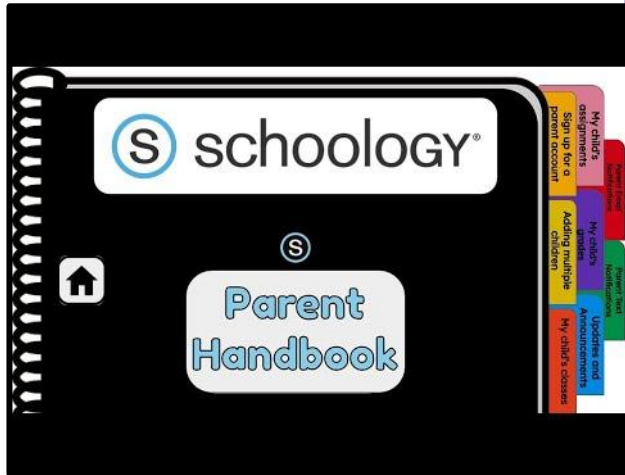 S schoology®
S
Parent
Handbook
Sign up for a
parent account
Adding multiple
children
My child's classes
My child's
assignments
My child's
grades
Updates and
Announcements
Parent Email
Notifications
Parent Text
Notifications